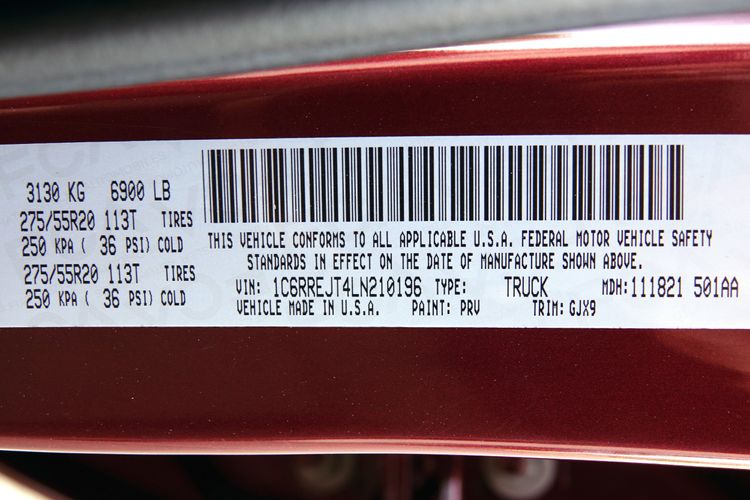 3130 KG 6900 LB
275/55R20 113T TIRES
250 KPA ( 36 PSI) COLD
275/55R20 113T TIRES
250 KPA ( 36 PSI) COLD
THIS VEHICLE CONFORMS TO ALL APPLICABLE U.S.A. FEDERAL MOTOR VEHICLE SAFETY
STANDARDS IN EFFECT ON THE DATE OF MANUFACTURE SHOWN ABOVE.
VIN: 1C6RREJT4LN210196 TYPE: TRUCK MDH: 111821 501AA
VEHICLE MADE IN U.S.A. PAINT: PRV TRIM: GJX9